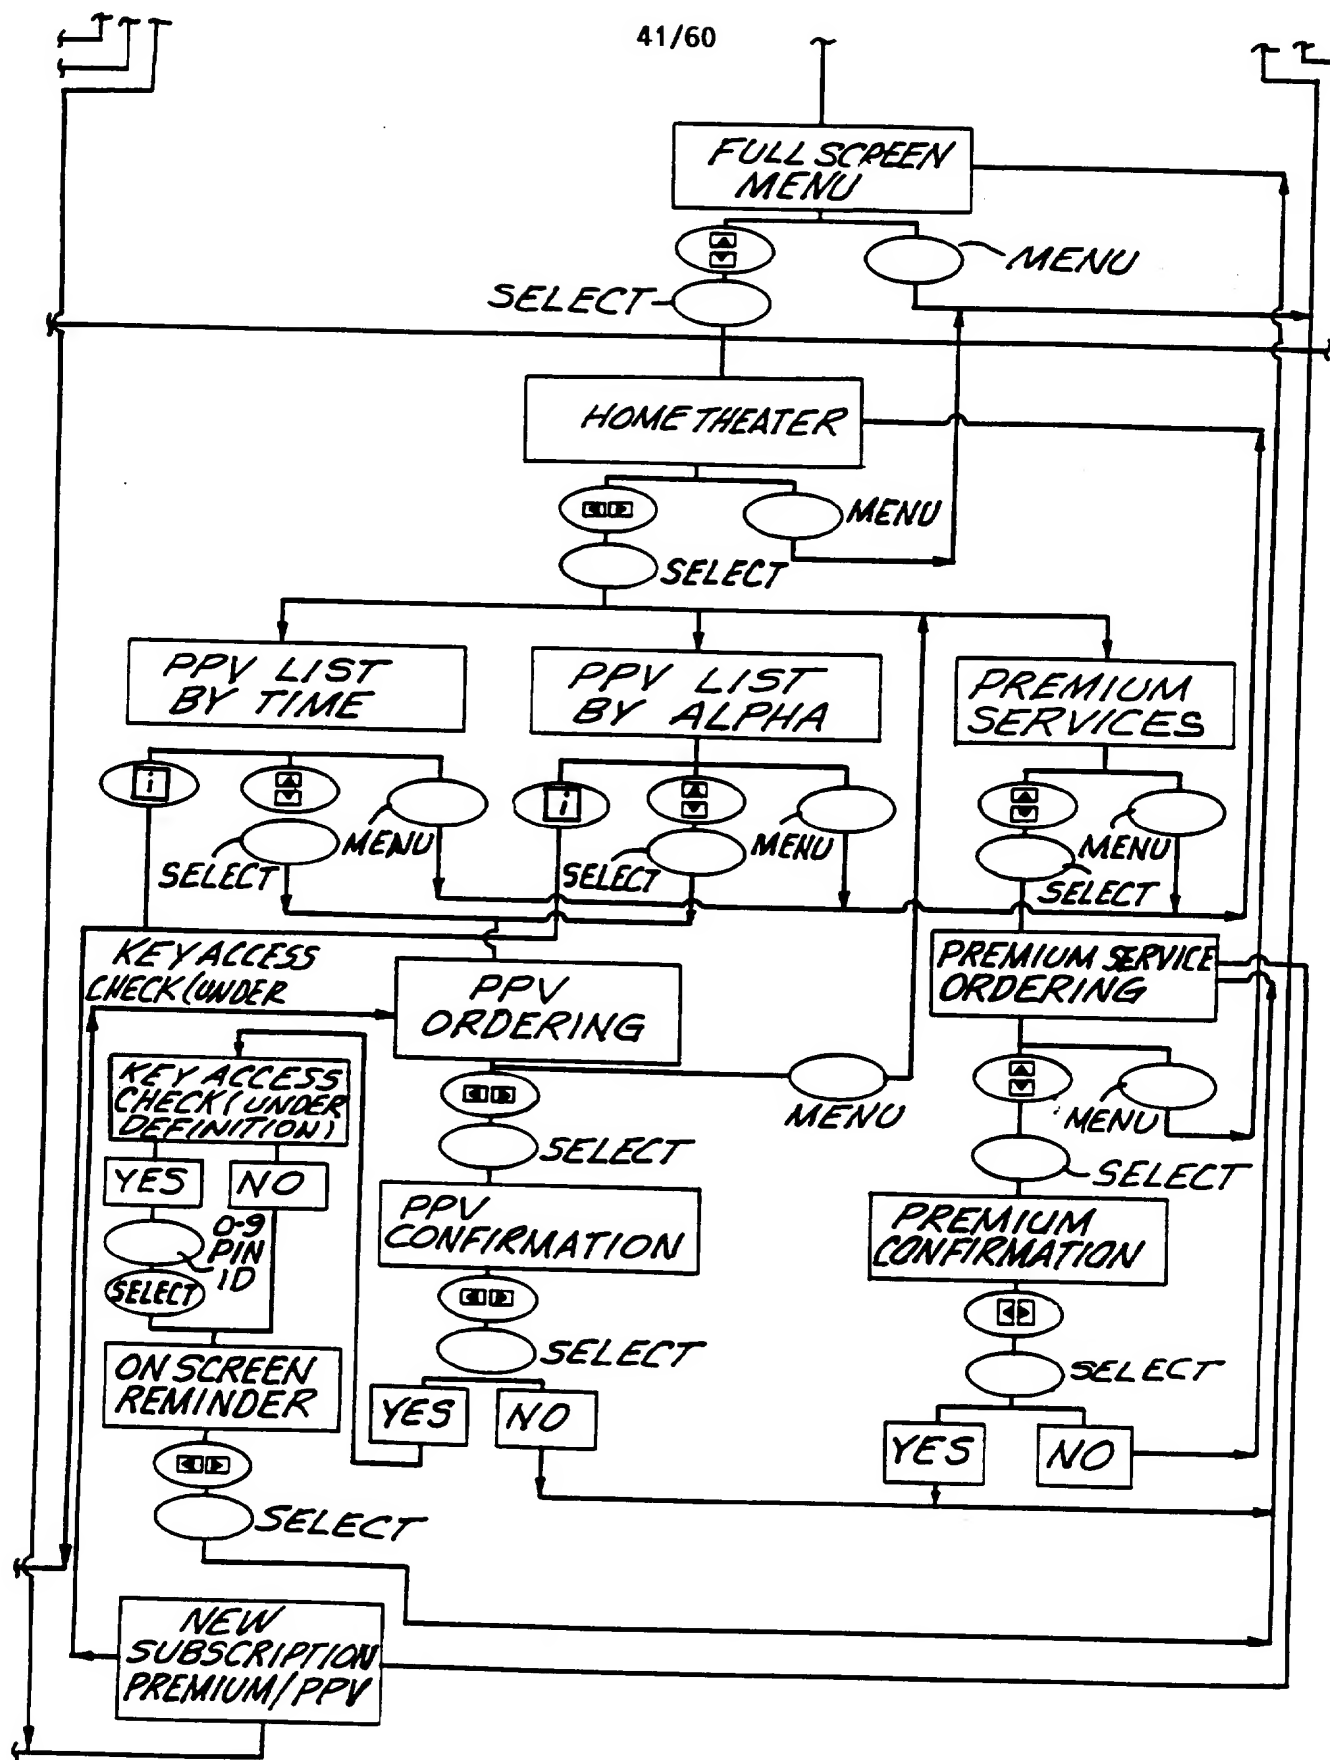 41/60
FULL SCREEN
MENU
MENU
SELECT
HOME THEATER
MENU
SELECT
PPV LIST
BY TIME
PPV LIST
BY ALPHA
PREMIUM
SERVICES
i
i
MENU
SELECT
MENU
SELECT
MENU
SELECT
KEY ACCESS
CHECK (UNDER
PPV
ORDERING
PREMIUM SERVICE
ORDERING
KEY ACCESS
CHECK (UNDER
DEFINITION)
MENU
MENU
SELECT
SELECT
YES
NO
0-9
PIN
ID
SELECT
PPV
CONFIRMATION
PREMIUM
CONFIRMATION
SELECT
SELECT
ON SCREEN
REMINDER
YES
NO
YES
NO
SELECT
NEW
SUBSCRIPTION
PREMIUM/PPV